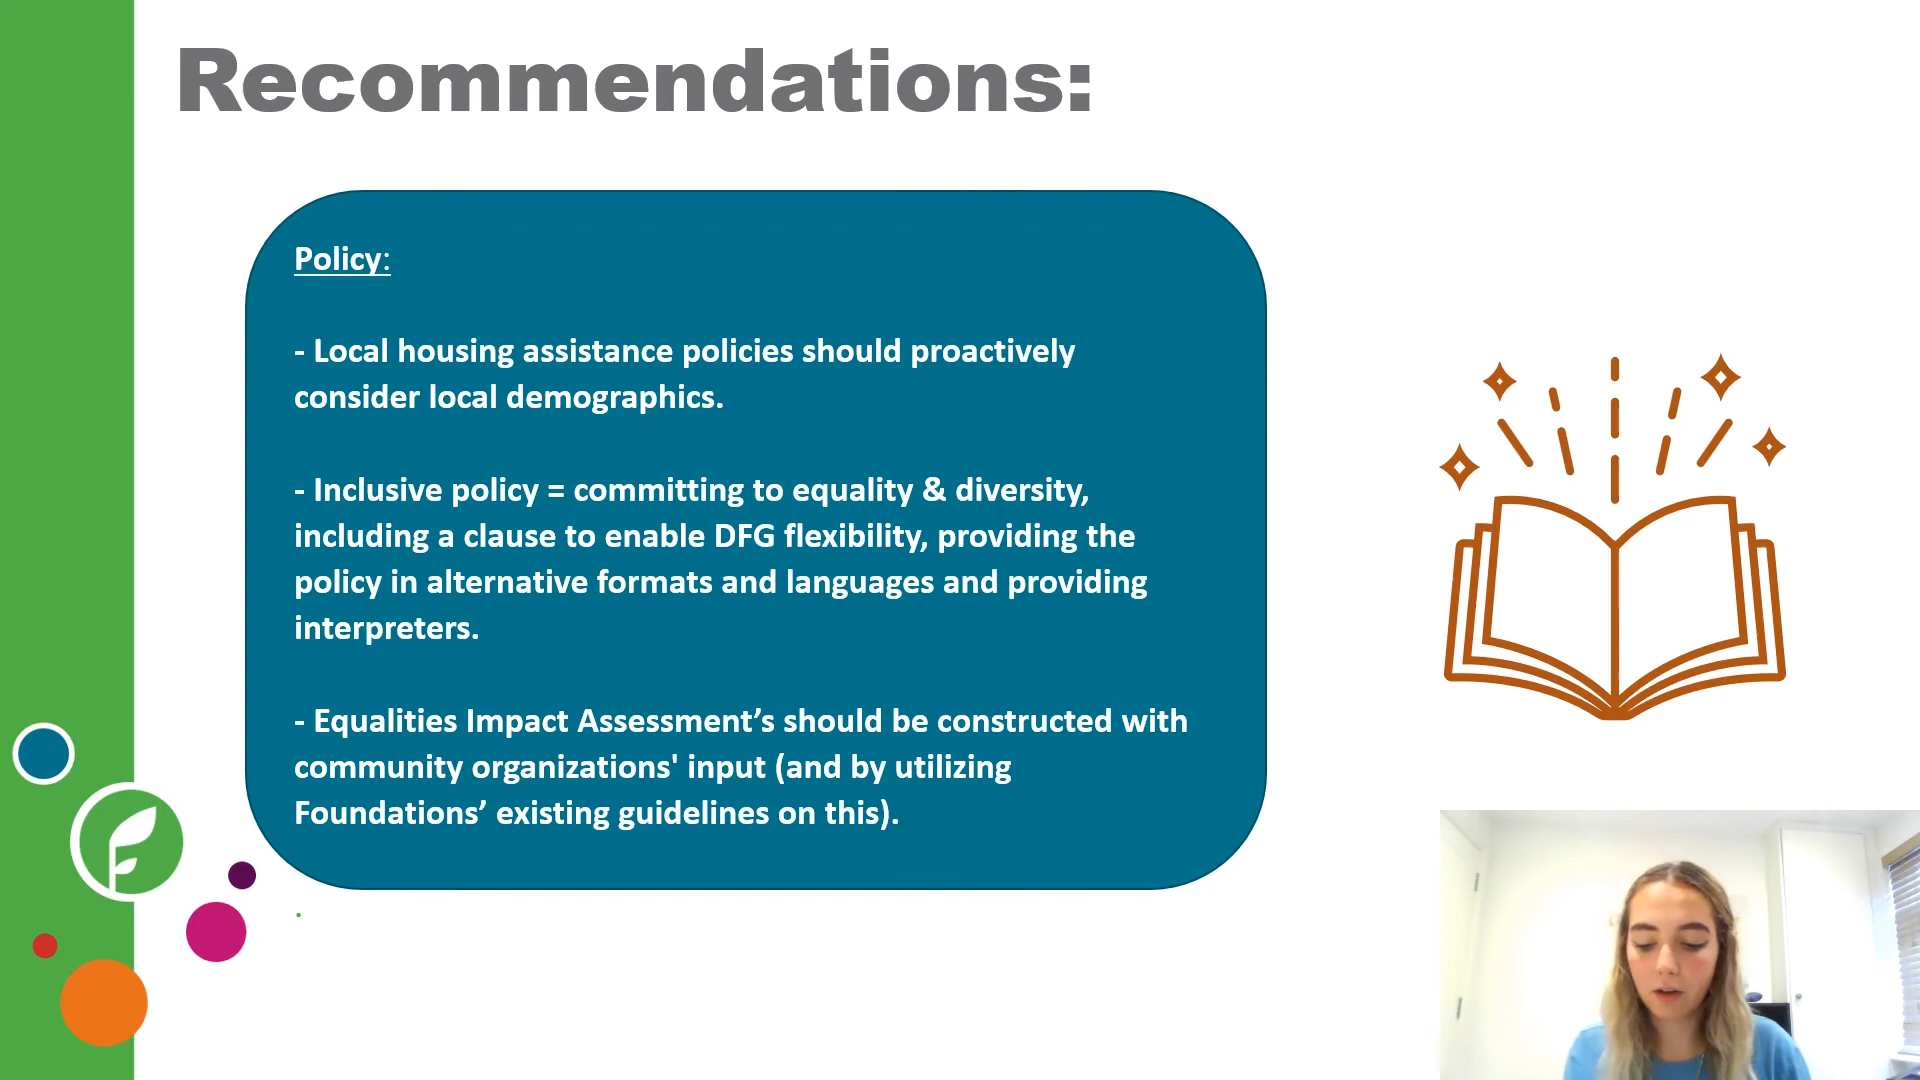 Recommendations:
Policy:
- Local housing assistance policies should proactively
consider local demographics.
- Inclusive policy = committing to equality & diversity,
including a clause to enable DFG flexibility, providing the
policy in alternative formats and languages and providing
interpreters.
- Equalities Impact Assessment’s should be constructed with
community organizations' input (and by utilizing
Foundations’ existing guidelines on this).